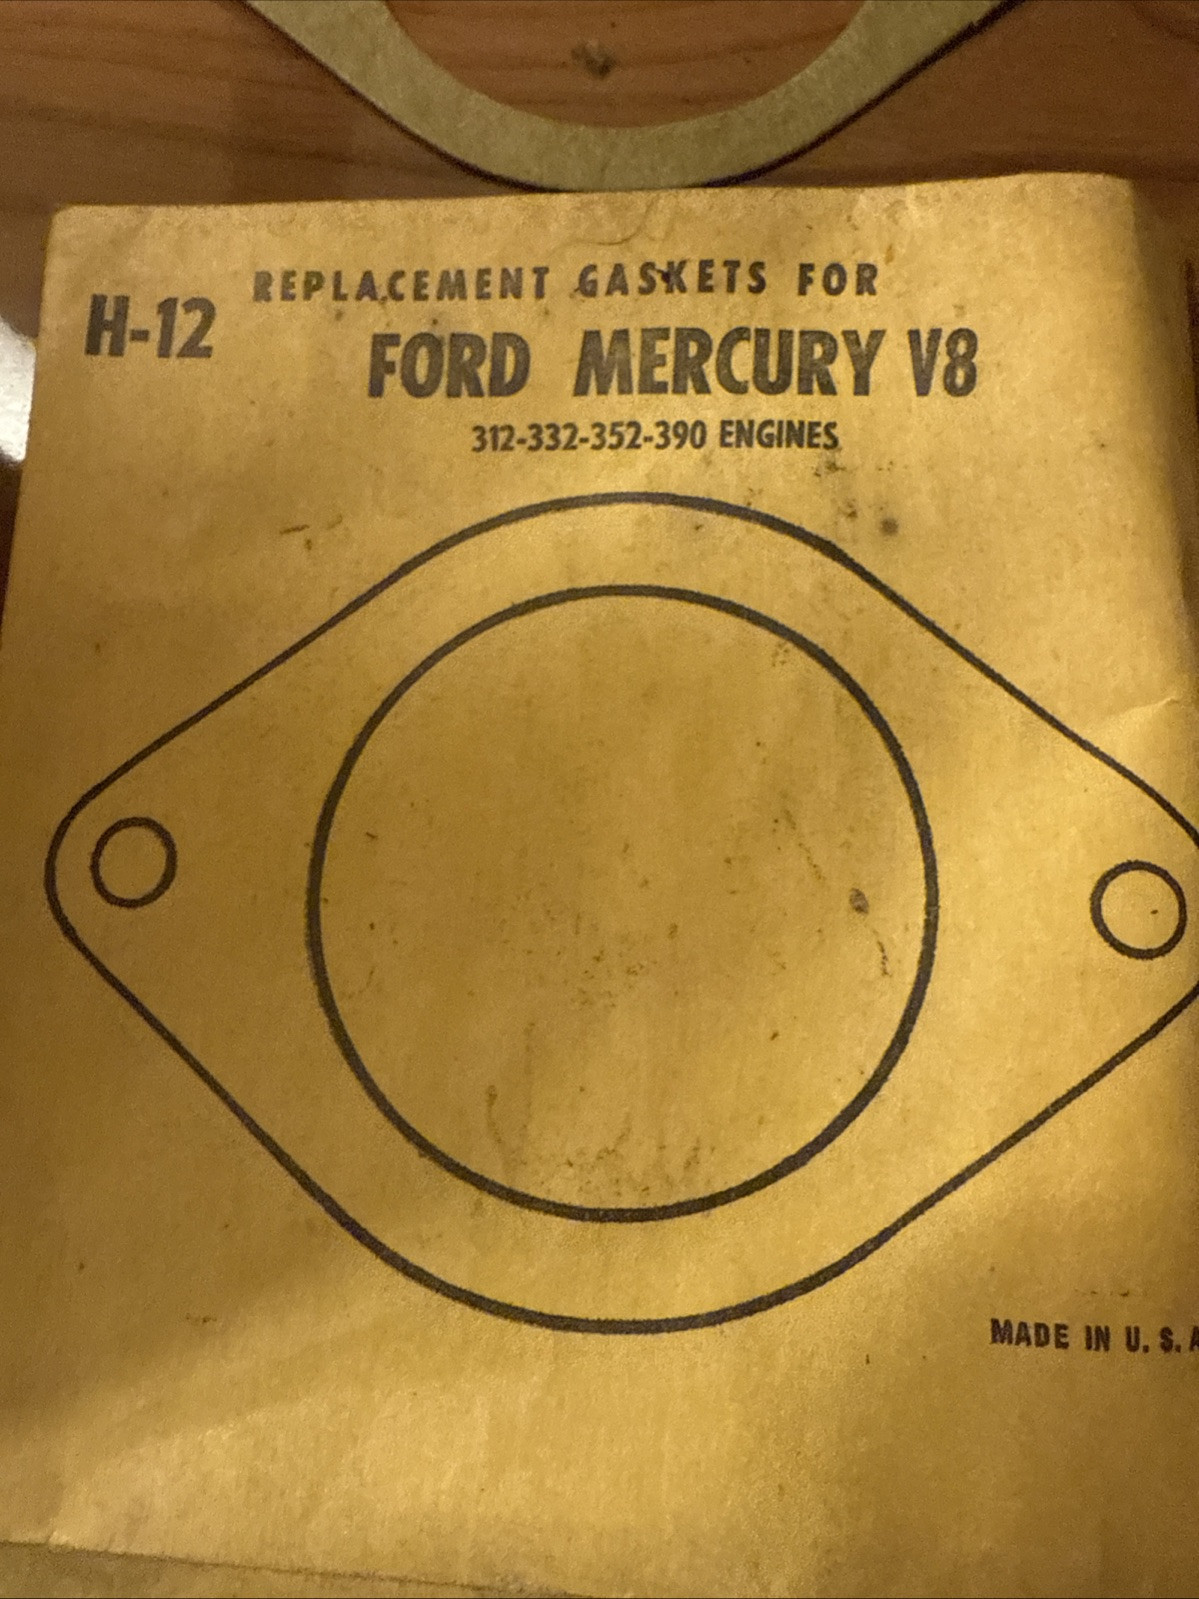 REPLACEMENT GASKETS FOR
H-12
FORD MERCURY V8
312-332-352-390 ENGINES
MADE IN U. S. A